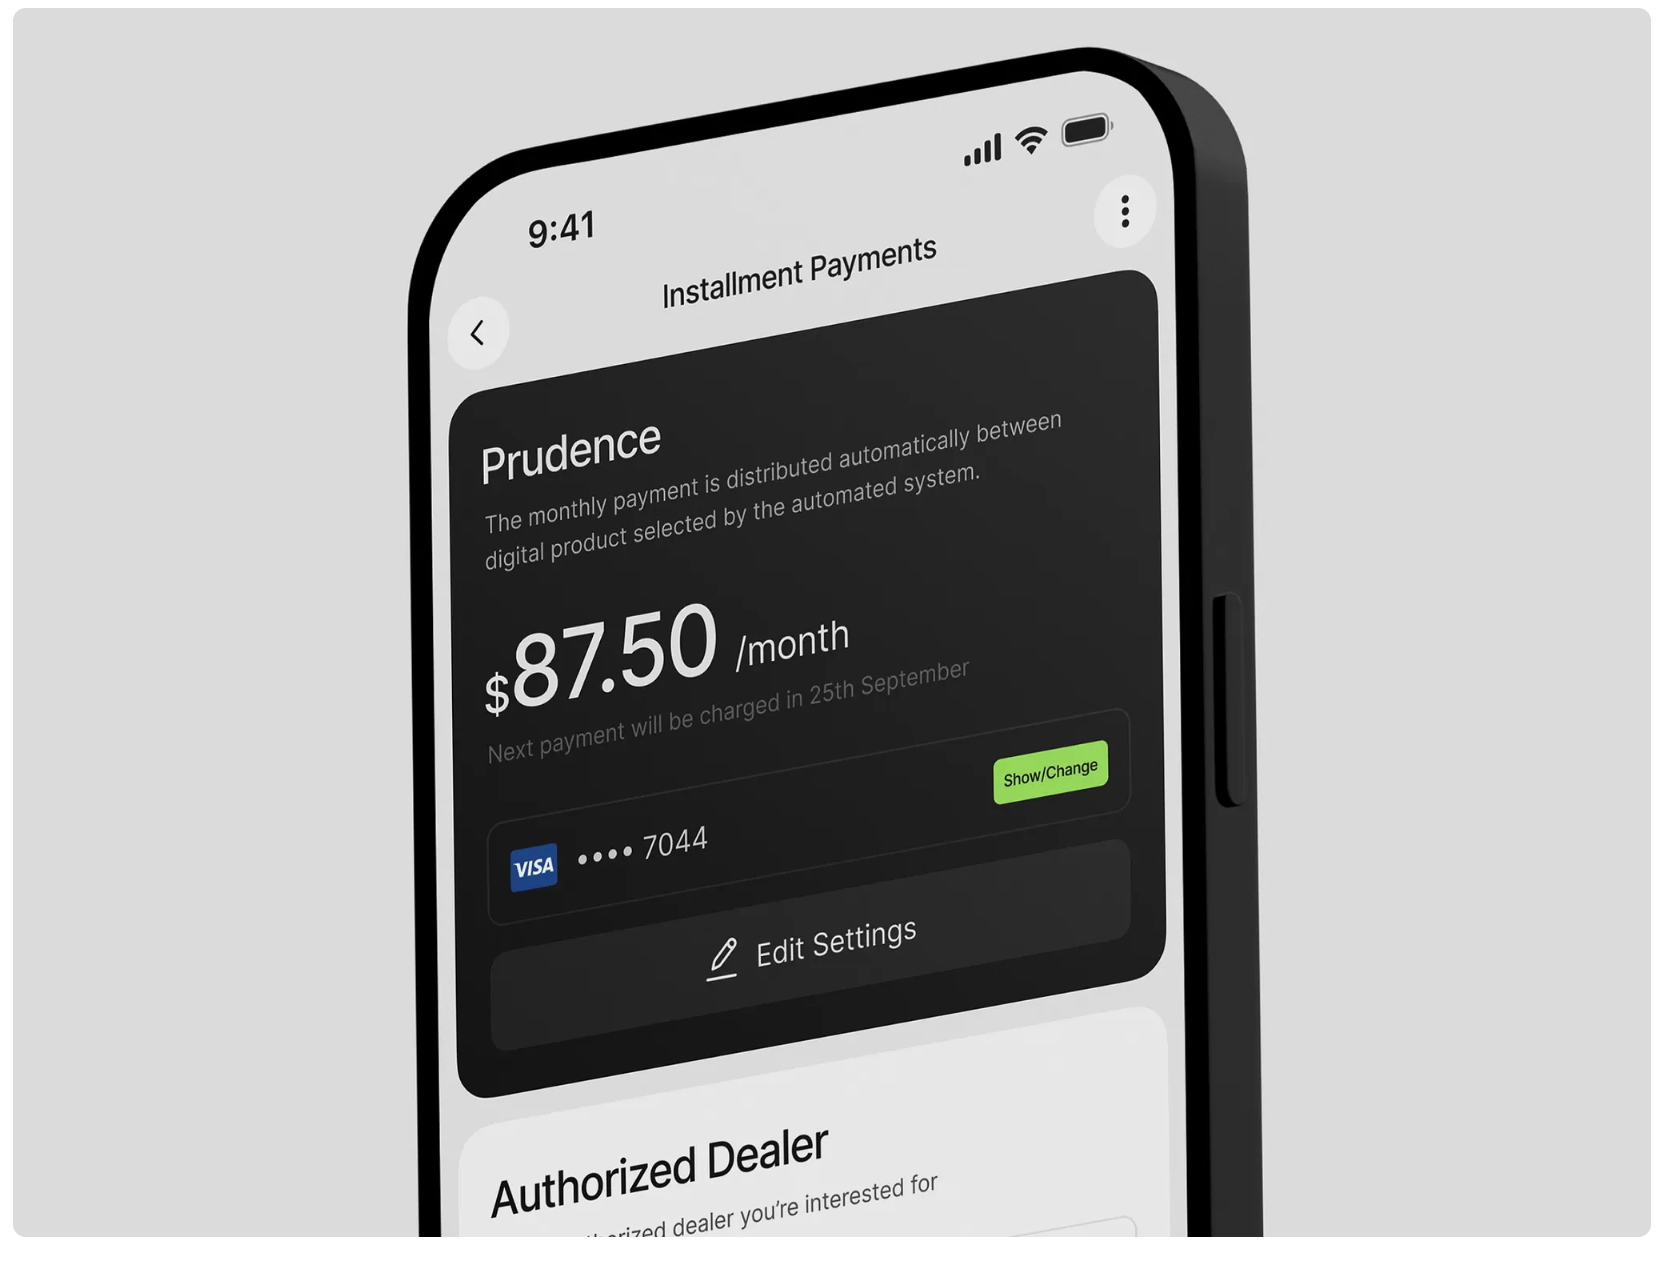 9:41
Installment Payments
Prudence
The monthly payment is distributed automatically between
digital product selected by the automated system.
$87.50 /month
Next payment will be charged in 25th September
VISA •••• 7044
Show/Change
Edit Settings
Authorized Dealer
dealer you're interested for